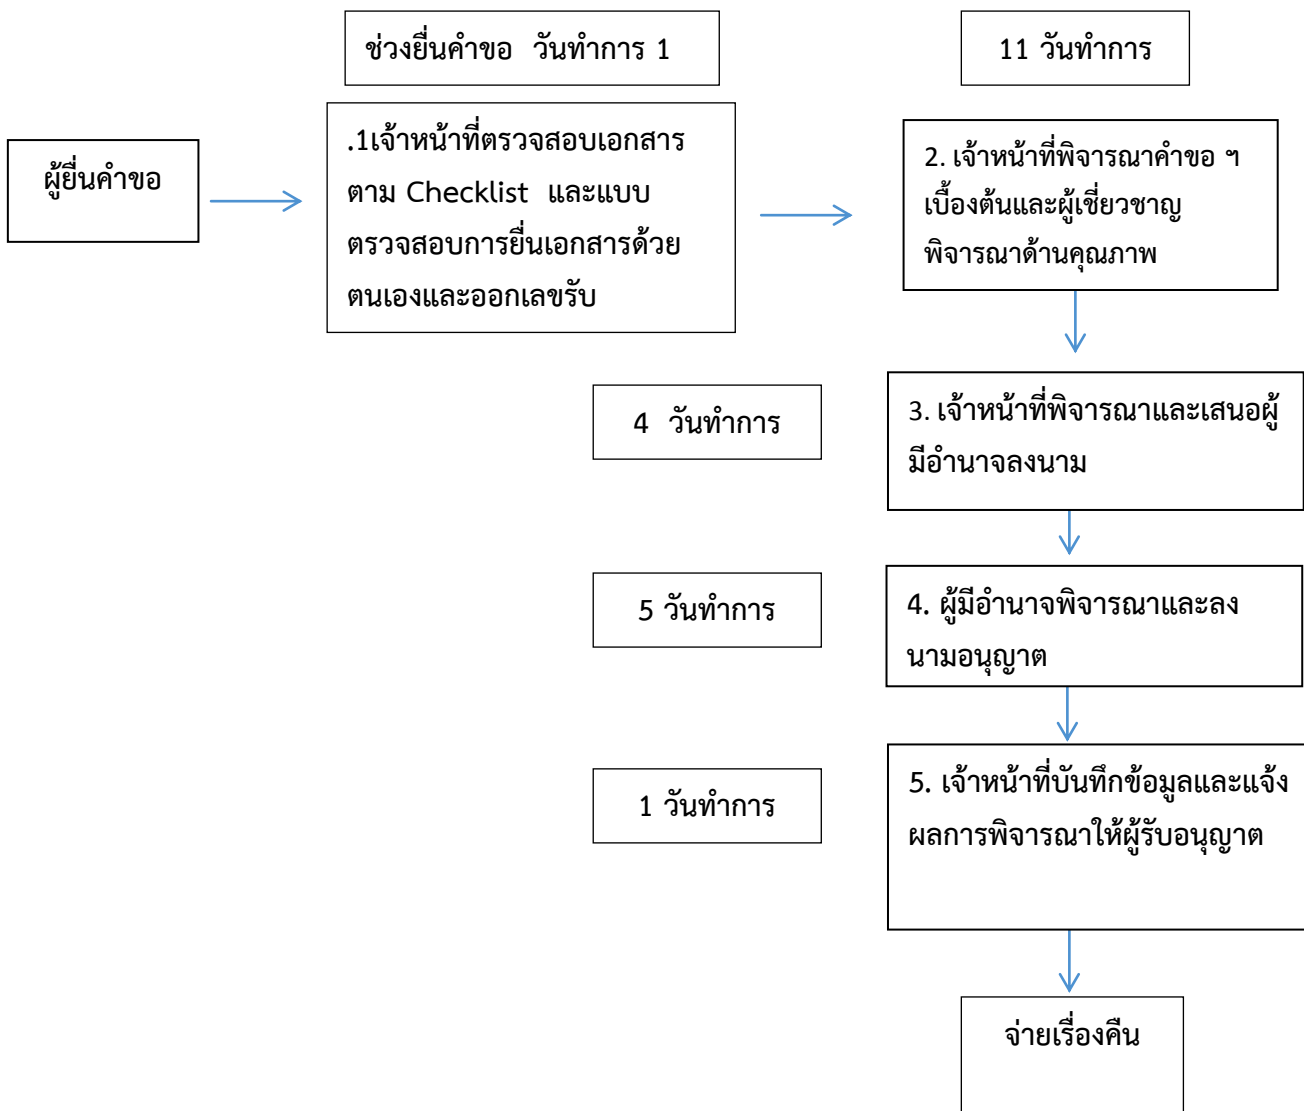 ช่วงยื่นคำขอ วันทำการ 1
11 วันทำการ
ผู้ยื่นคำขอ
.1เจ้าหน้าที่ตรวจสอบเอกสาร
ตาม Checklist และแบบ
ตรวจสอบการยื่นเอกสารด้วย
ตนเองและออกเลขรับ
2. เจ้าหน้าที่พิจารณาคำขอ ฯ
เบื้องต้นและผู้เชี่ยวชาญ
พิจารณาด้านคุณภาพ
4 วันทำการ
3. เจ้าหน้าที่พิจารณาและเสนอผู้
มีอำนาจลงนาม
5 วันทำการ
4. ผู้มีอำนาจพิจารณาและลง
นามอนุญาต
1 วันทำการ
5. เจ้าหน้าที่บันทึกข้อมูลและแจ้ง
ผลการพิจารณาให้ผู้รับอนุญาต
จ่ายเรื่องคืน